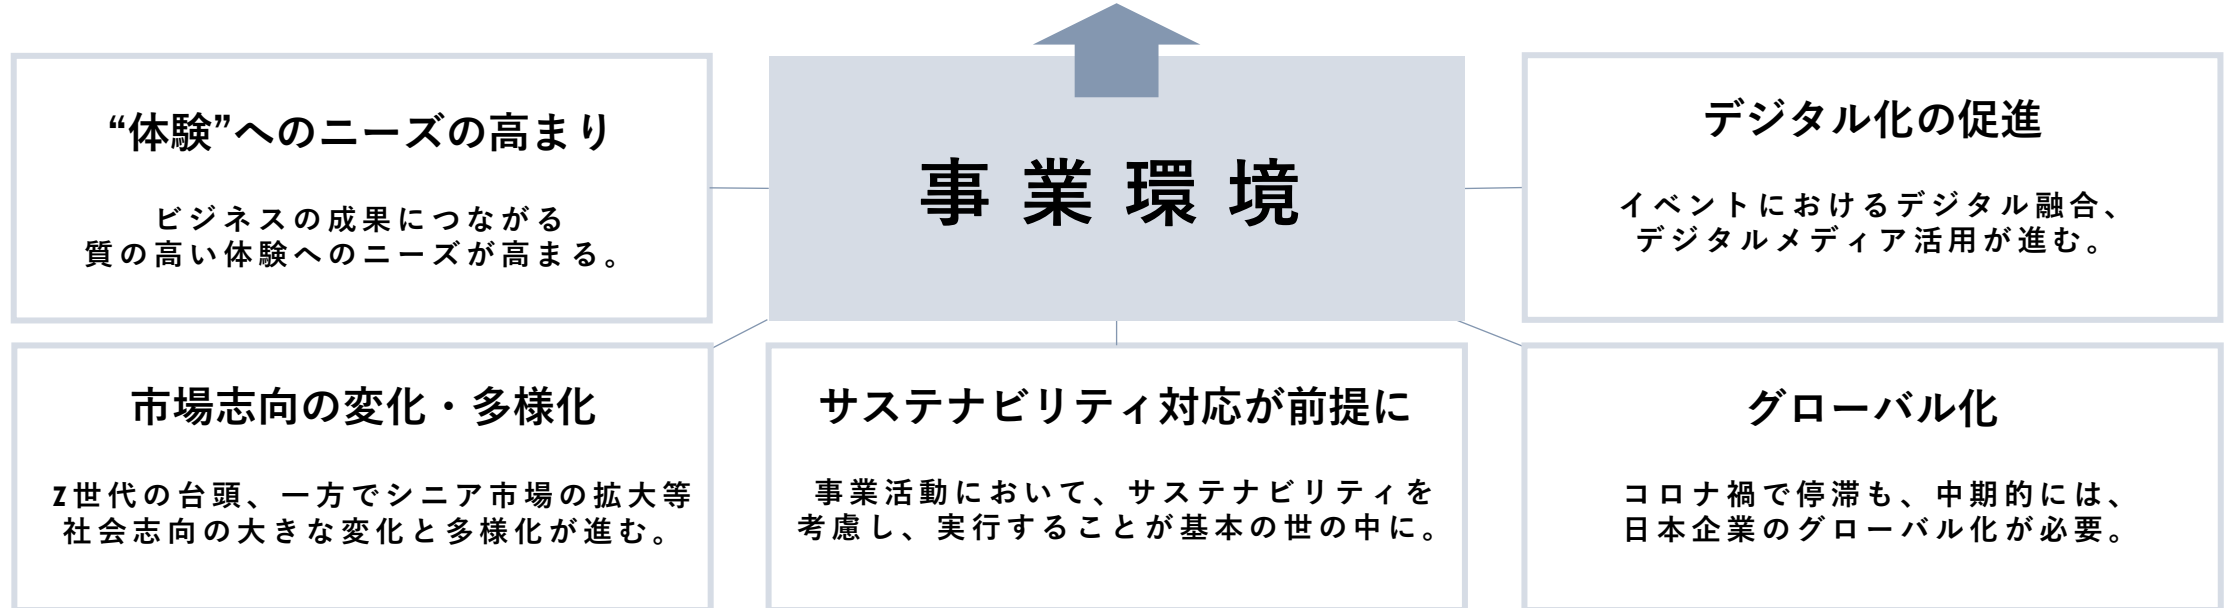 “体験”へのニーズの高まり
ビジネスの成果につながる
質の高い体験へのニーズが高まる。
事業環境
デジタル化の促進
イベントにおけるデジタル融合、
デジタルメディア活用が進む。
市場志向の変化・多様化
Z世代の台頭、一方でシニア市場の拡大等
社会志向の大きな変化と多様化が進む。
サステナビリティ対応が前提に
事業活動において、サステナビリティを
考慮し、実行することが基本の世の中に。
グローバル化
コロナ禍で停滞も、中期的には、
日本企業のグローバル化が必要。